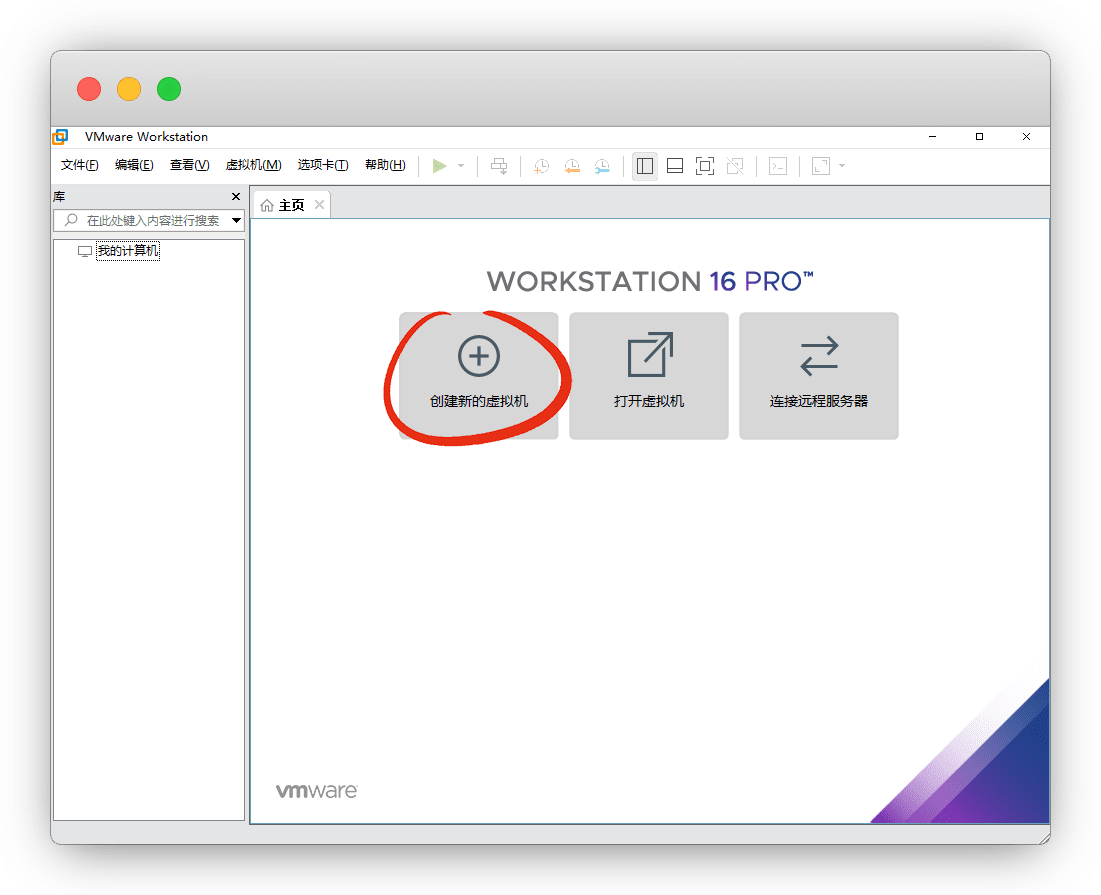 VMware Workstation
文件(F) 编辑(E) 查看(V) 虚拟机(M) 选项卡(T) 帮助(H)
库
在此处键入内容进行搜索
我的计算机
主页
WORKSTATION 16 PRO™
创建新的虚拟机
打开虚拟机
连接远程服务器
vmware